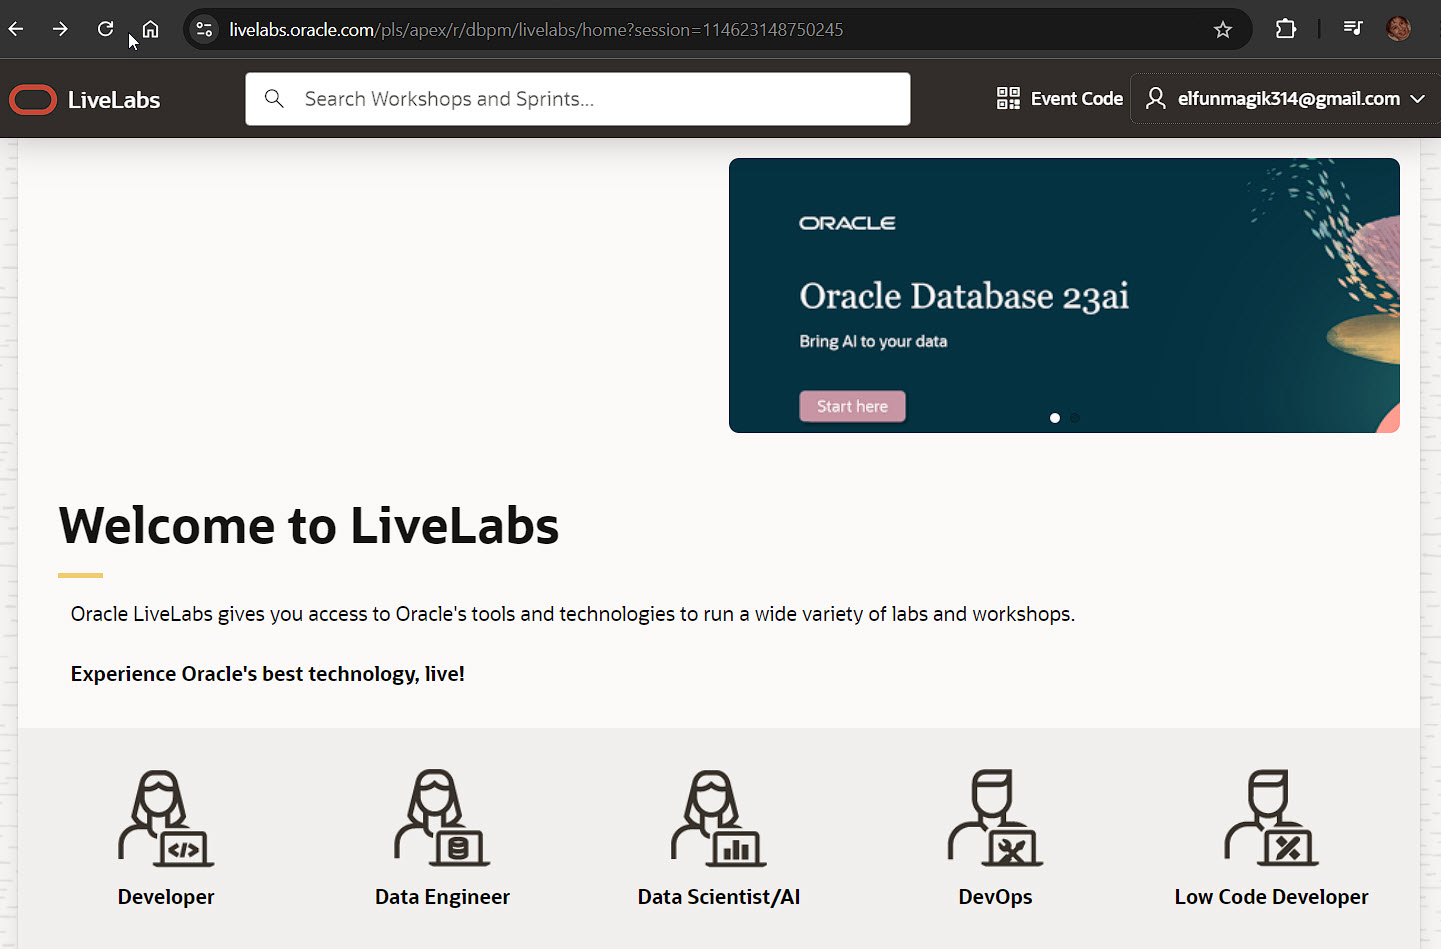 livelabs.oracle.com/pls/apex/r/dbpm/livelabs/home?session=114623148750245
LiveLabs
Search Workshops and Sprints...
Event Code
elfunmagik314@gmail.com
ORACLE
Oracle Database 23ai
Bring AI to your data
Start here
Welcome to LiveLabs
Oracle LiveLabs gives you access to Oracle's tools and technologies to run a wide variety of labs and workshops.
Experience Oracle's best technology, live!
Developer
Data Engineer
Data Scientist/AI
DevOps
Low Code Developer